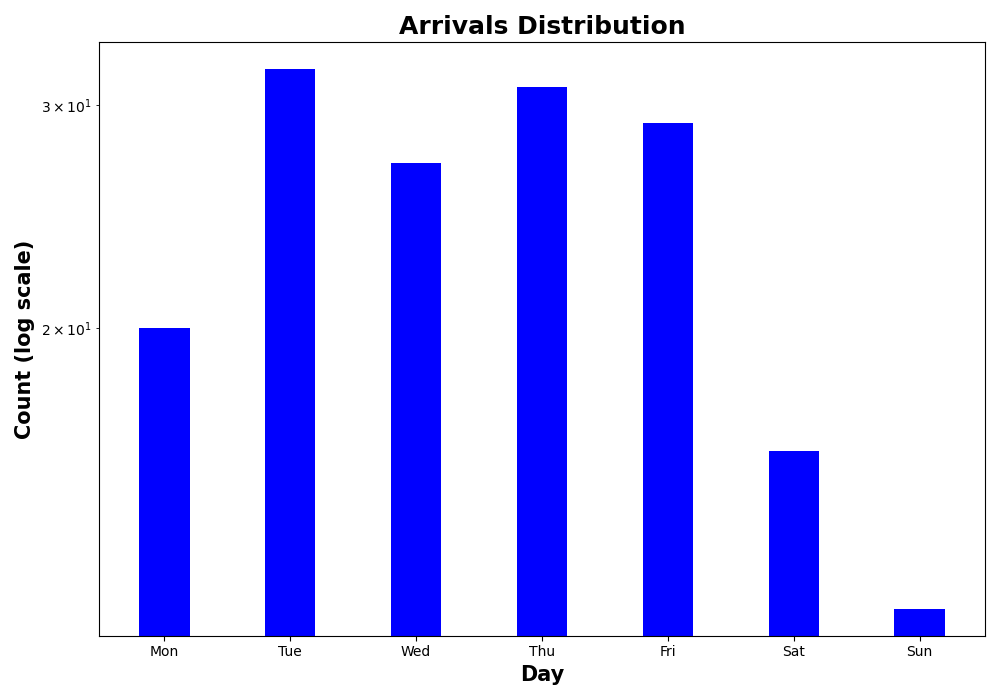 Arrivals Distribution
Count (log scale)
3 × 10¹
2 × 10¹
Mon Tue Wed Thu Fri Sat Sun
Day